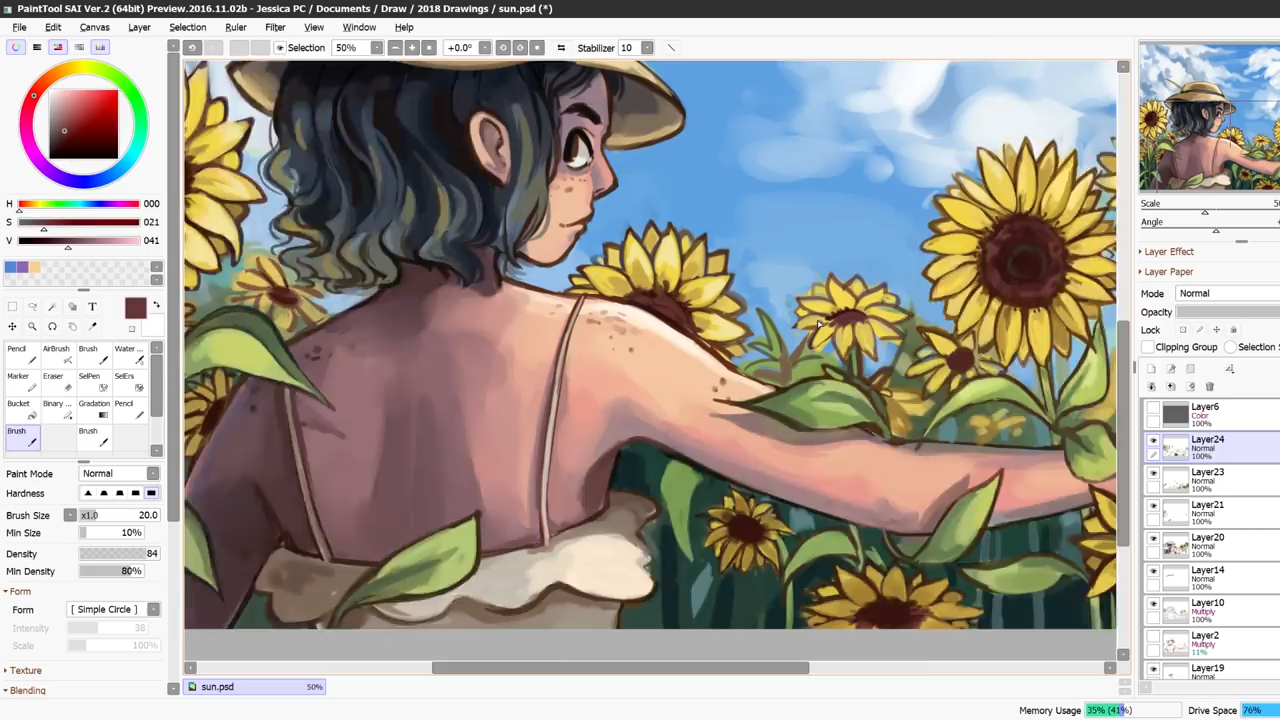 PaintTool SAI Ver.2 (64bit) Preview.2016.11.02b - Jessica PC / Documents / Draw / 2018 Drawings / sun.psd (*)
File Edit Canvas Layer Selection Ruler Filter View Window Help
Selection 50% +0.0° Stabilizer 10
H 000
S 021
V 041
T
Pencil AirBrush Brush Water ...
Marker Eraser SelPen SelErs
Bucket Binary ... Gradation Pencil
Brush Brush
Paint Mode Normal
Hardness
Brush Size x1.0 20.0
Min Size 10%
Density 84
Min Density 80%
Form
Form [ Simple Circle ]
Intensity 38
Scale 100%
Texture
Blending
sun.psd 50%
Scale
Angle
Layer Effect
Layer Paper
Mode Normal
Opacity
Lock
Clipping Group Selection
Layer6
Color
100%
Layer24
Normal
100%
Layer23
Normal
100%
Layer21
Normal
100%
Layer20
Normal
100%
Layer14
Normal
100%
Layer10
Multiply
100%
Layer2
Multiply
11%
Layer19
Normal
Memory Usage 35% (41%) Drive Space 76%